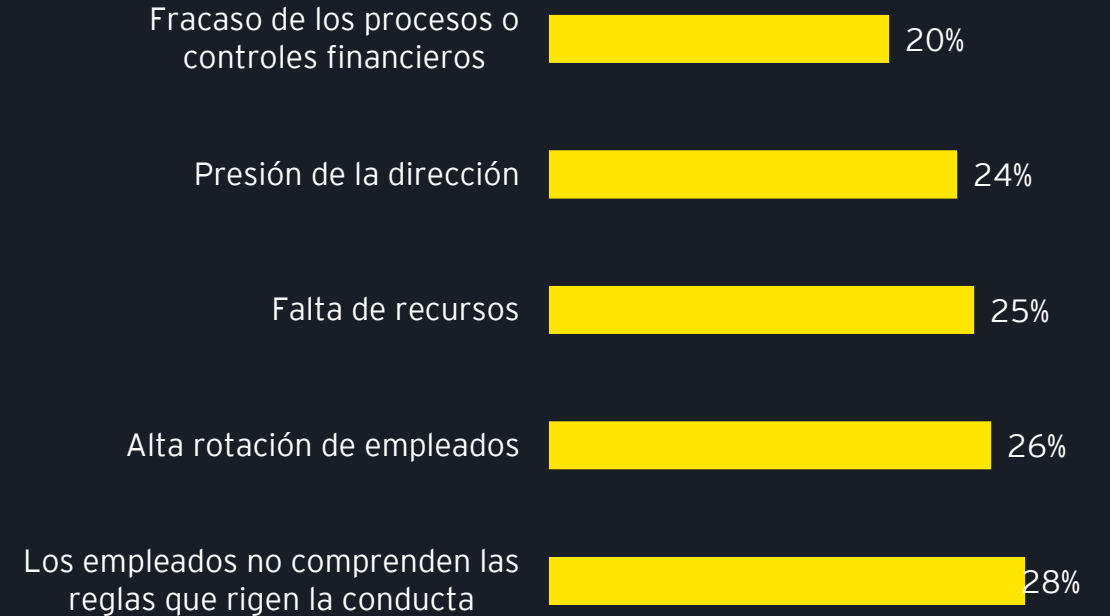 Fracaso de los procesos o
controles financieros
20%
Presión de la dirección
24%
Falta de recursos
25%
Alta rotación de empleados
26%
Los empleados no comprenden las
reglas que rigen la conducta
28%